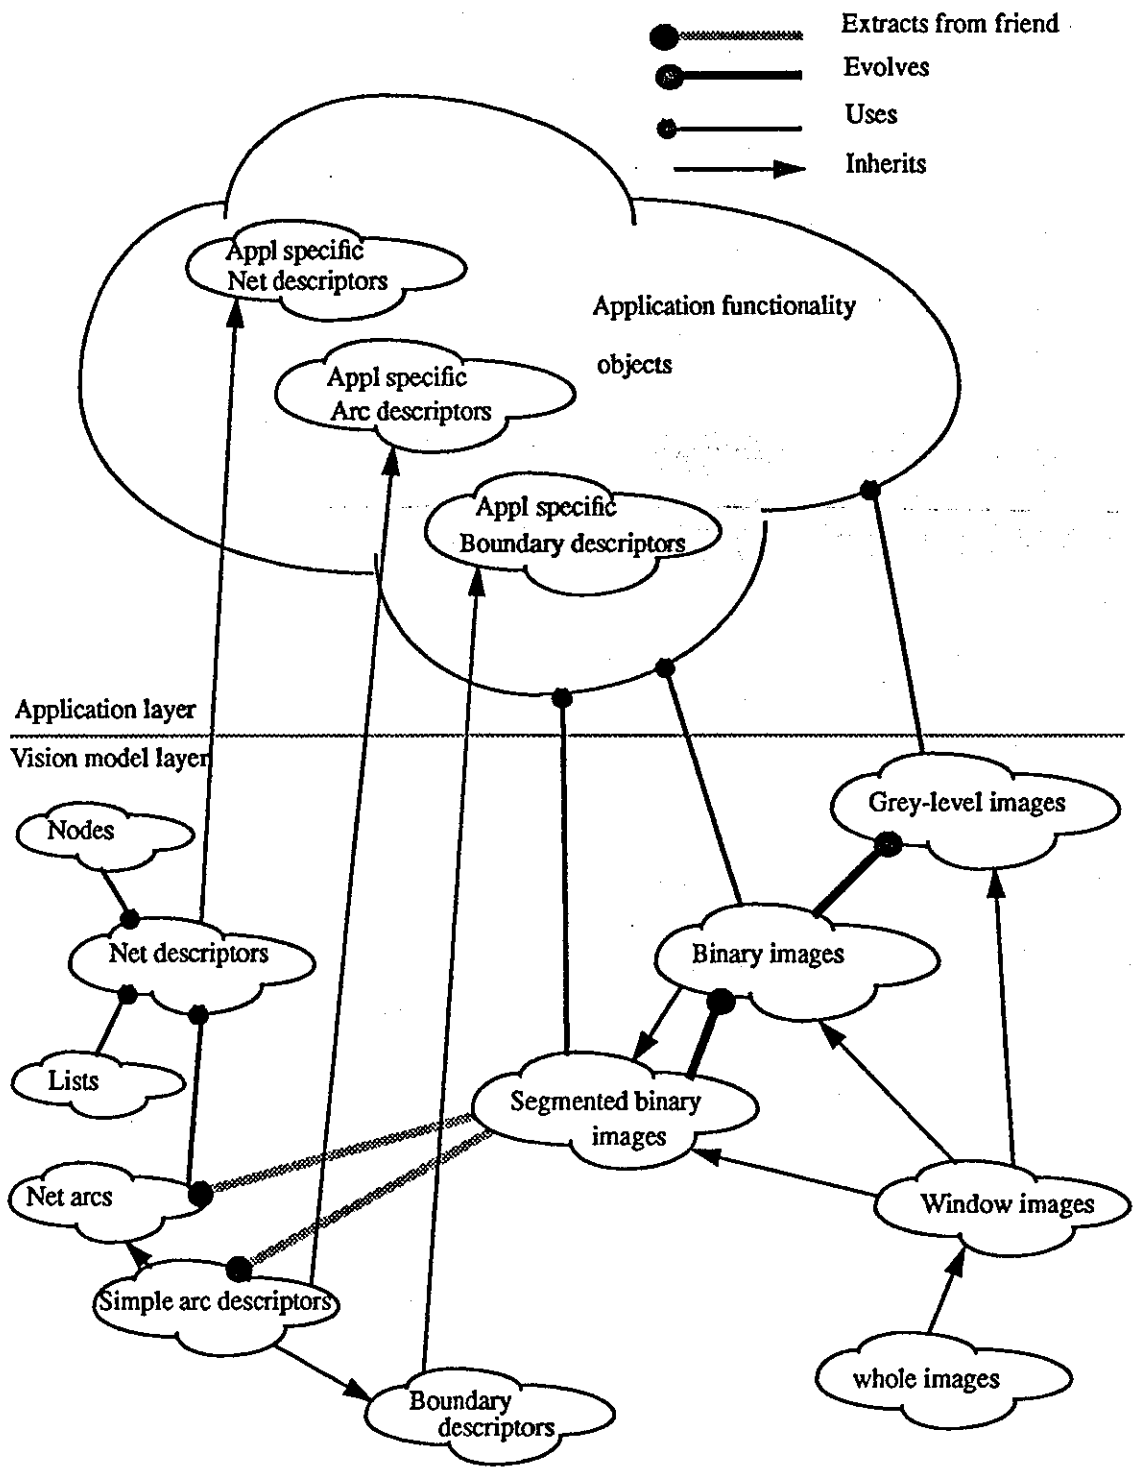 Extracts from friend
Evolves
Uses
Inherits
Appl specific
Net descriptors
Application functionality
objects
Appl specific
Arc descriptors
Appl specific
Boundary descriptors
Application layer
Vision model layer
Nodes
Grey-level images
Net descriptors
Binary images
Lists
Segmented binary
images
Net arcs
Window images
Simple arc descriptors
whole images
Boundary
descriptors